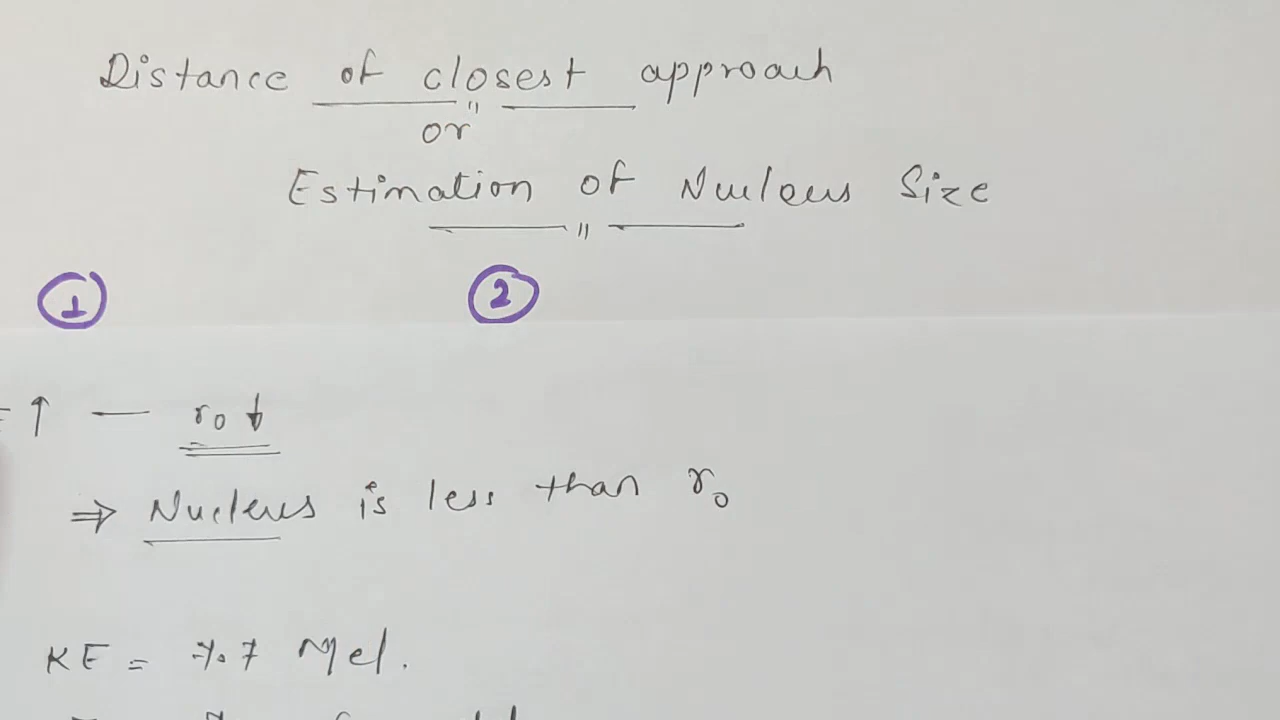 Distance of closest approach
or
Estimation of Nucleus Size
1 2
↑ — r₀ ↓
⇒ Nucleus is less than r₀
KE = 7.7 Mel.